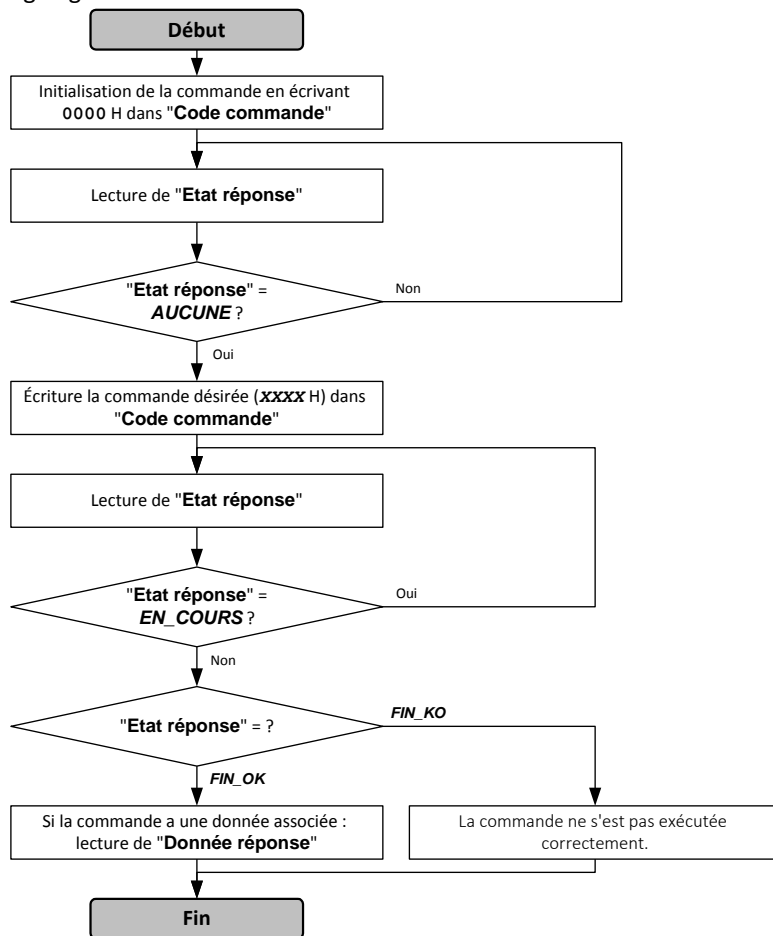 Début
Initialisation de la commande en écrivant
0000 H dans "Code commande"
Lecture de "Etat réponse"
"Etat réponse" =
AUCUNE ?
Non
Oui
Écriture la commande désirée (XXXX H) dans
"Code commande"
Lecture de "Etat réponse"
"Etat réponse" =
EN_COURS ?
Oui
Non
"Etat réponse" = ?
FIN_KO
FIN_OK
Si la commande a une donnée associée :
lecture de "Donnée réponse"
La commande ne s'est pas exécutée
correctement.
Fin